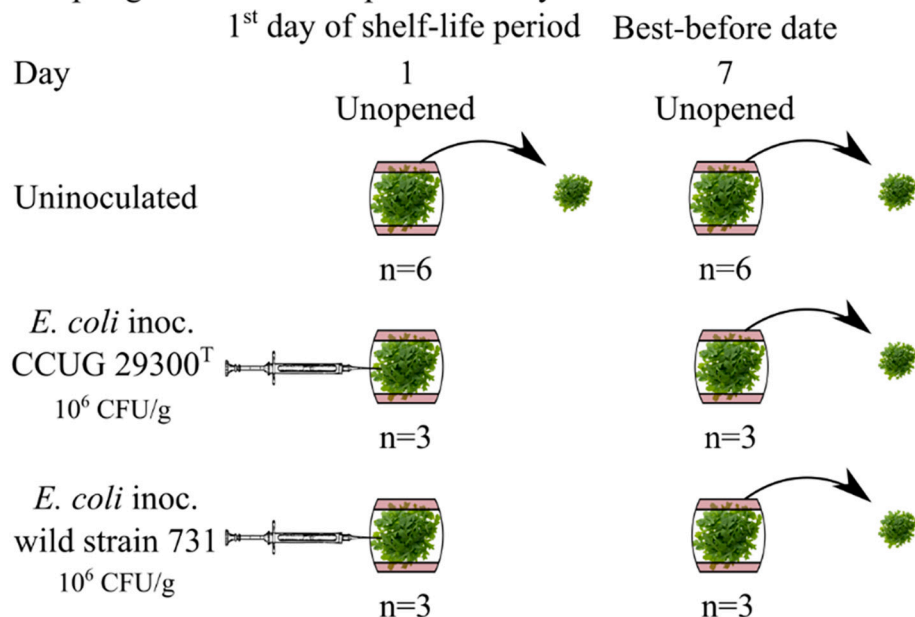 1st day of shelf-life period Best-before date
Day 1 7
Unopened Unopened
Uninoculated
n=6 n=6
E. coli inoc.
CCUG 29300T
10⁶ CFU/g
n=3 n=3
E. coli inoc.
wild strain 731
10⁶ CFU/g
n=3 n=3